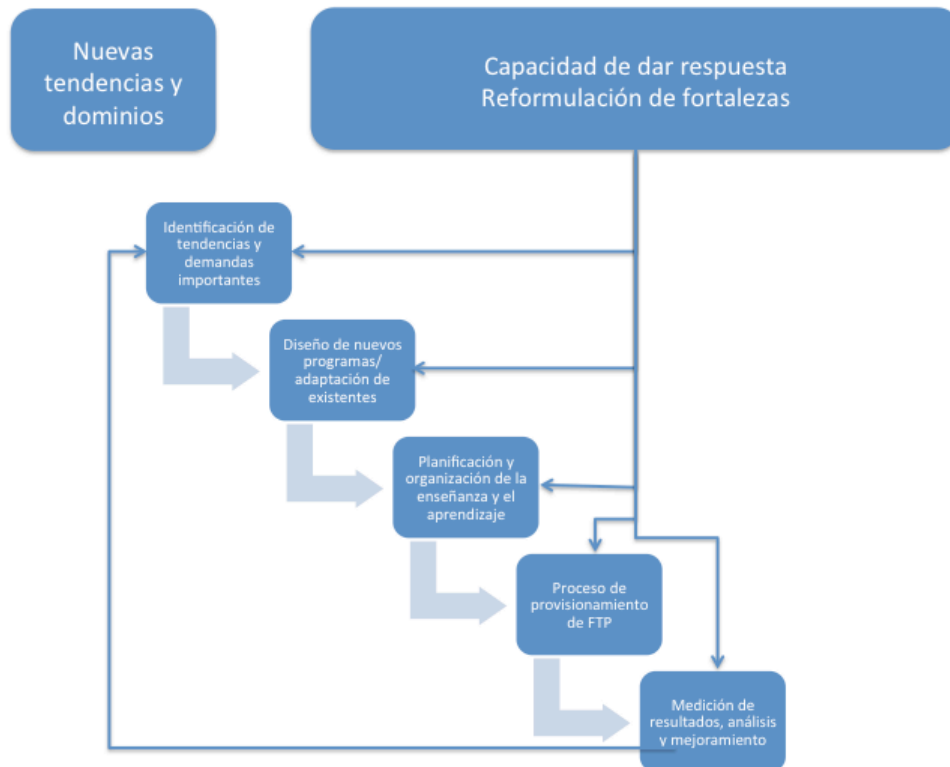 Nuevas
tendencias y
dominios
Capacidad de dar respuesta
Reformulación de fortalezas
Identificación de
tendencias y
demandas
importantes
Diseño de nuevos
programas/
adaptación de
existentes
Planificación y
organización de la
enseñanza y el
aprendizaje
Proceso de
provisionamiento
de FTP
Medición de
resultados, análisis
y mejoramiento